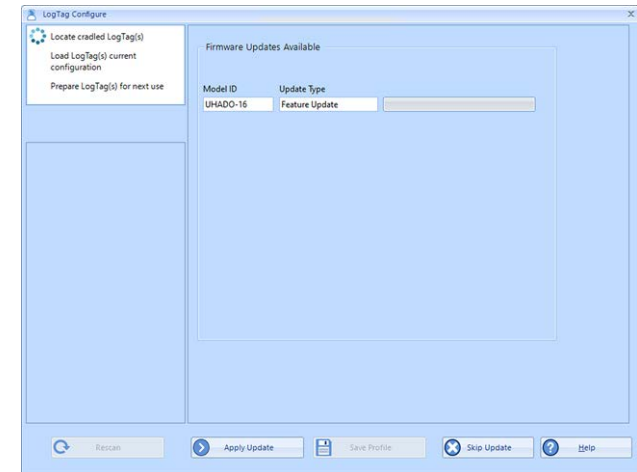 LogTag Configure
Locate cradled LogTag(s)
Load LogTag(s) current
configuration
Prepare LogTag(s) for next use
Firmware Updates Available
Model ID Update Type
UHADO-16 Feature Update
Rescan Apply Update Save Profile Skip Update Help